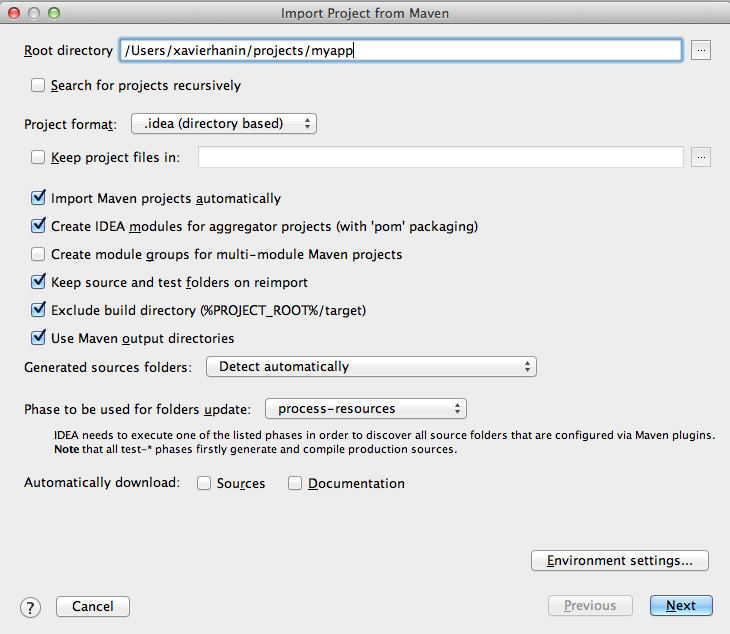 Import Project from Maven
Root directory /Users/xavierhanin/projects/myapp ...
Search for projects recursively
Project format: .idea (directory based)
Keep project files in: ...
Import Maven projects automatically
Create IDEA modules for aggregator projects (with 'pom' packaging)
Create module groups for multi-module Maven projects
Keep source and test folders on reimport
Exclude build directory (%PROJECT_ROOT%/target)
Use Maven output directories
Generated sources folders: Detect automatically
Phase to be used for folders update: process-resources
IDEA needs to execute one of the listed phases in order to discover all source folders that are configured via Maven plugins.
Note that all test-* phases firstly generate and compile production sources.
Automatically download: Sources Documentation
Environment settings...
? Cancel Previous Next